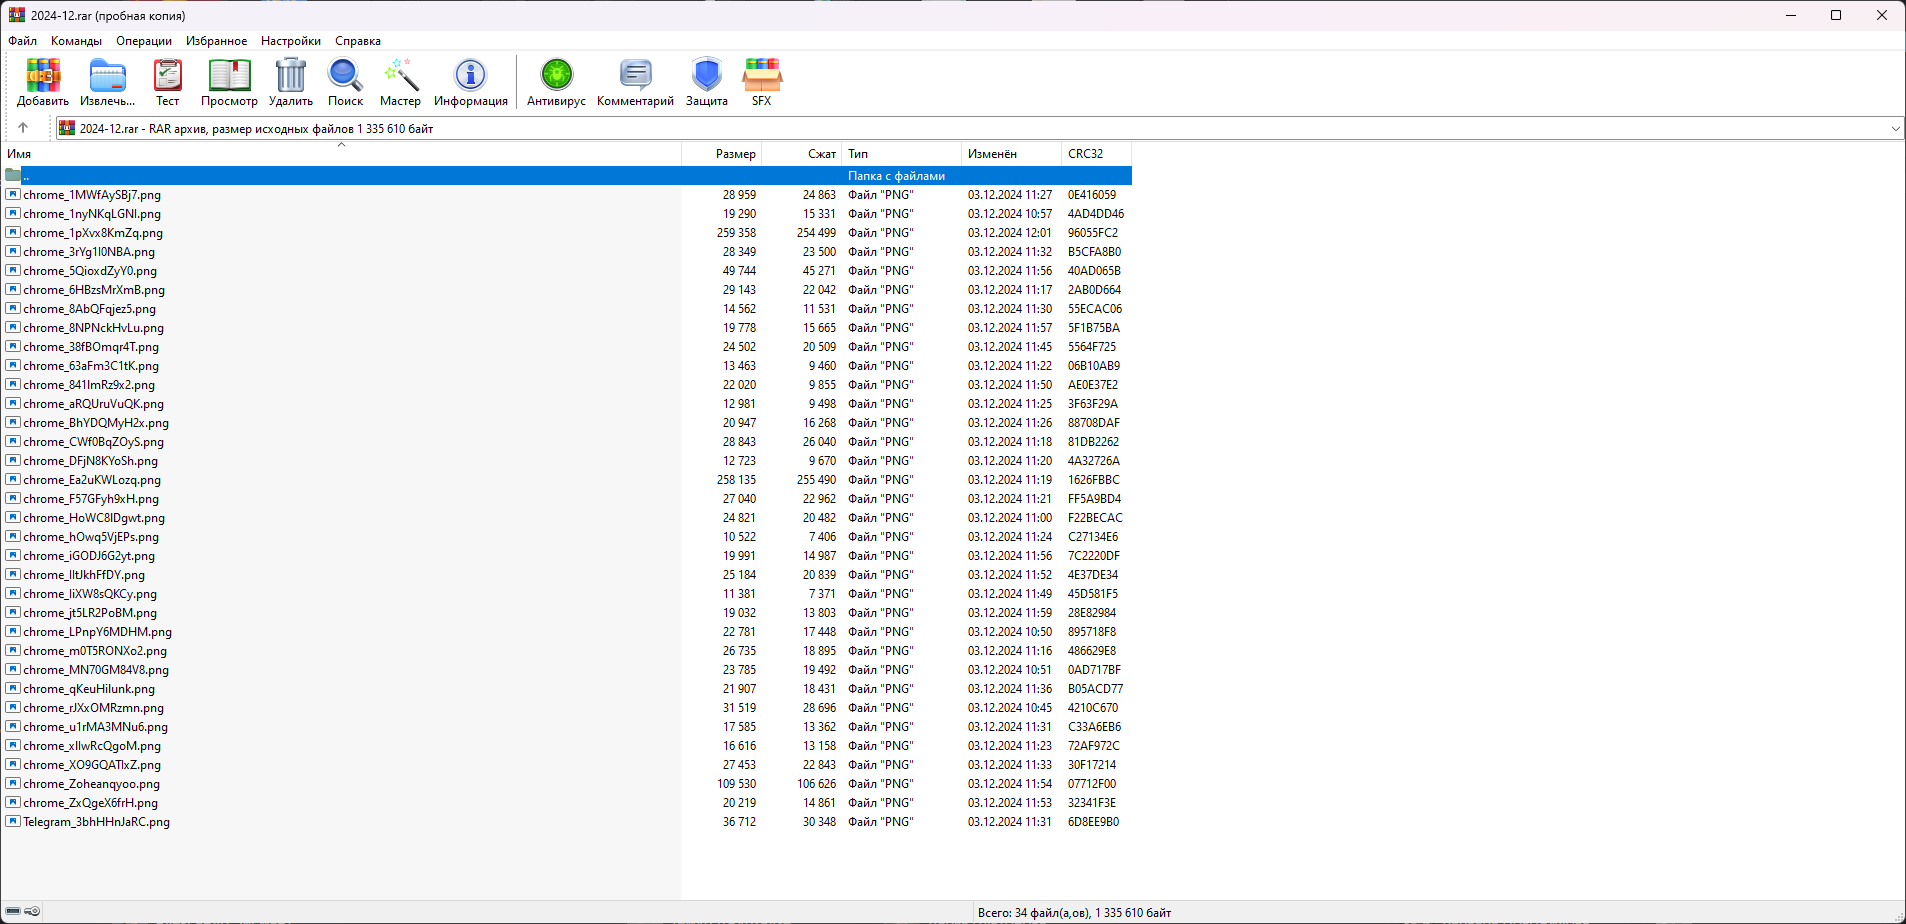 2024-12.rar (пробная копия)
Файл Команды Операции Избранное Настройки Справка
Добавить Извлечь... Тест Просмотр Удалить Поиск Мастер Информация Антивирус Комментарий Защита SFX
2024-12.rar - RAR архив, размер исходных файлов 1 335 610 байт
Имя Размер Сжат Тип Изменён CRC32
.. Папка с файлами
chrome_1MWfAySBj7.png 28 959 24 863 Файл "PNG" 03.12.2024 11:27 0E416059
chrome_1nyNKqLGNI.png 19 290 15 331 Файл "PNG" 03.12.2024 10:57 4AD4DD46
chrome_1pXvx8KmZq.png 259 358 254 499 Файл "PNG" 03.12.2024 12:01 96055FC2
chrome_3rYg1l0NBA.png 28 349 23 500 Файл "PNG" 03.12.2024 11:32 B5CFA8B0
chrome_5QioxdZyY0.png 49 744 45 271 Файл "PNG" 03.12.2024 11:56 40AD065B
chrome_6HBzsMrXmB.png 29 143 22 042 Файл "PNG" 03.12.2024 11:17 2AB0D664
chrome_8AbQFqjez5.png 14 562 11 531 Файл "PNG" 03.12.2024 11:30 55ECAC06
chrome_8NPNckHvLu.png 19 778 15 665 Файл "PNG" 03.12.2024 11:57 5F1B75BA
chrome_38fBOmqr4T.png 24 502 20 509 Файл "PNG" 03.12.2024 11:45 5564F725
chrome_63aFm3C1tK.png 13 463 9 460 Файл "PNG" 03.12.2024 11:22 06B10AB9
chrome_841lmRz9x2.png 22 020 9 855 Файл "PNG" 03.12.2024 11:50 AE0E37E2
chrome_aRQUruVuQK.png 12 981 9 498 Файл "PNG" 03.12.2024 11:25 3F63F29A
chrome_BhYDQMyH2x.png 20 947 16 268 Файл "PNG" 03.12.2024 11:26 88708DAF
chrome_CWf0BqZOyS.png 28 843 26 040 Файл "PNG" 03.12.2024 11:18 81DB2262
chrome_DFjN8KYoSh.png 12 723 9 670 Файл "PNG" 03.12.2024 11:20 4A32726A
chrome_Ea2uKWLozq.png 258 135 255 490 Файл "PNG" 03.12.2024 11:19 1626FBBC
chrome_F57GFyh9xH.png 27 040 22 962 Файл "PNG" 03.12.2024 11:21 FF5A9BD4
chrome_HoWC8IDgwt.png 24 821 20 482 Файл "PNG" 03.12.2024 11:00 F22BECAC
chrome_hOwq5VjEPs.png 10 522 7 406 Файл "PNG" 03.12.2024 11:24 C27134E6
chrome_iGODJ6G2yt.png 19 991 14 987 Файл "PNG" 03.12.2024 11:56 7C2220DF
chrome_IItJkhFfDY.png 25 184 20 839 Файл "PNG" 03.12.2024 11:52 4E37DE34
chrome_IiXW8sQKCy.png 11 381 7 371 Файл "PNG" 03.12.2024 11:49 45D581F5
chrome_jt5LR2PoBM.png 19 032 13 803 Файл "PNG" 03.12.2024 11:59 28E82984
chrome_LPnpY6MDHM.png 22 781 17 448 Файл "PNG" 03.12.2024 10:50 895718F8
chrome_m0T5RONXo2.png 26 735 18 895 Файл "PNG" 03.12.2024 11:16 486629E8
chrome_MN70GM84V8.png 23 785 19 492 Файл "PNG" 03.12.2024 10:51 0AD717BF
chrome_qKeuHiIunk.png 21 907 18 431 Файл "PNG" 03.12.2024 11:36 B05ACD77
chrome_rJXxOMRzmn.png 31 519 28 696 Файл "PNG" 03.12.2024 10:45 4210C670
chrome_u1rMA3MNu6.png 17 585 13 362 Файл "PNG" 03.12.2024 11:31 C33A6EB6
chrome_xIlwRcQgoM.png 16 616 13 158 Файл "PNG" 03.12.2024 11:23 72AF972C
chrome_XO9GQATlxZ.png 27 453 22 843 Файл "PNG" 03.12.2024 11:33 30F17214
chrome_Zoheanqyoo.png 109 530 106 626 Файл "PNG" 03.12.2024 11:54 07712F00
chrome_ZxQgeX6frH.png 20 219 14 861 Файл "PNG" 03.12.2024 11:53 32341F3E
Telegram_3bhHHnJaRC.png 36 712 30 348 Файл "PNG" 03.12.2024 11:31 6D8EE9B0
Всего: 34 файл(а,ов), 1 335 610 байт